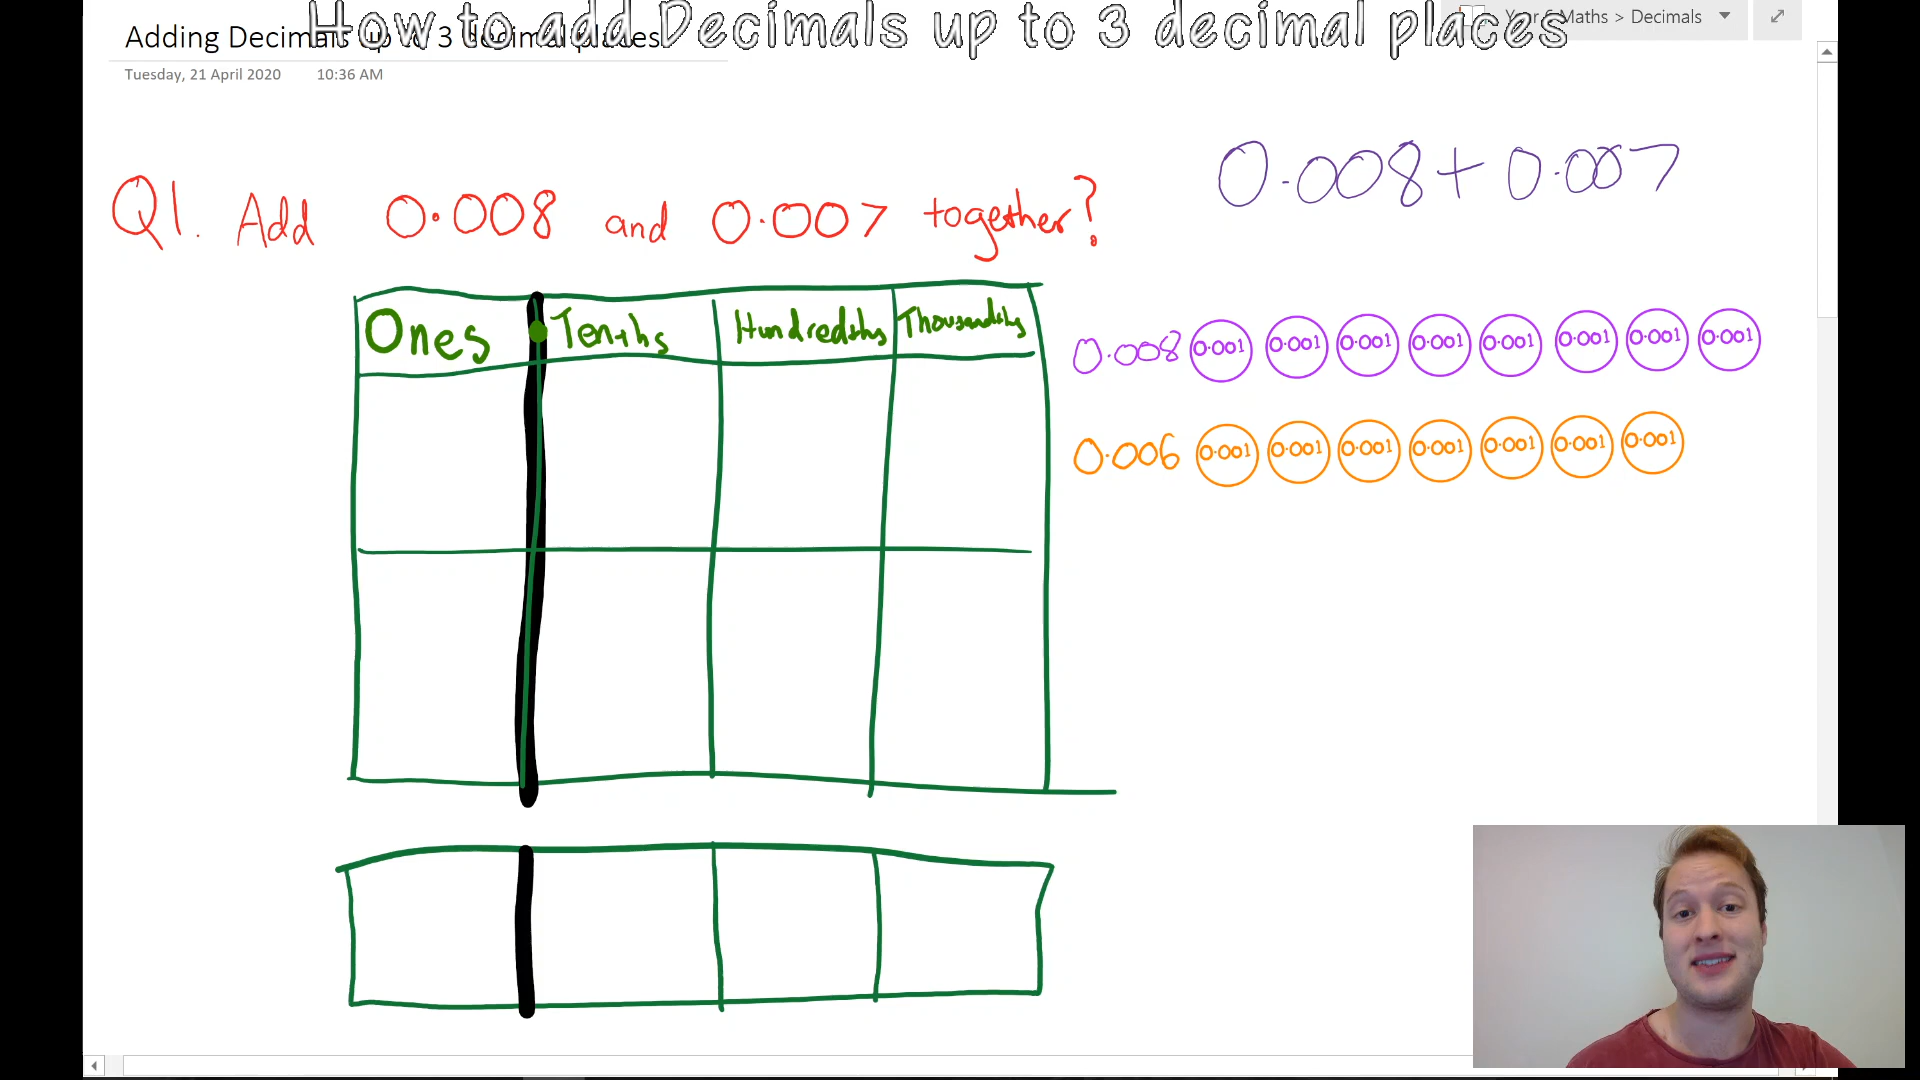 How to add Decimals up to 3 decimal places
Adding Decimals up to 3 decimal places
Year 6 Maths > Decimals
Tuesday, 21 April 2020 10:36 AM
0.008 + 0.007
Q1. Add 0.008 and 0.007 together?
Ones Tenths Hundredths Thousandths
0.008 0.001 0.001 0.001 0.001 0.001 0.001 0.001 0.001
0.006 0.001 0.001 0.001 0.001 0.001 0.001 0.001